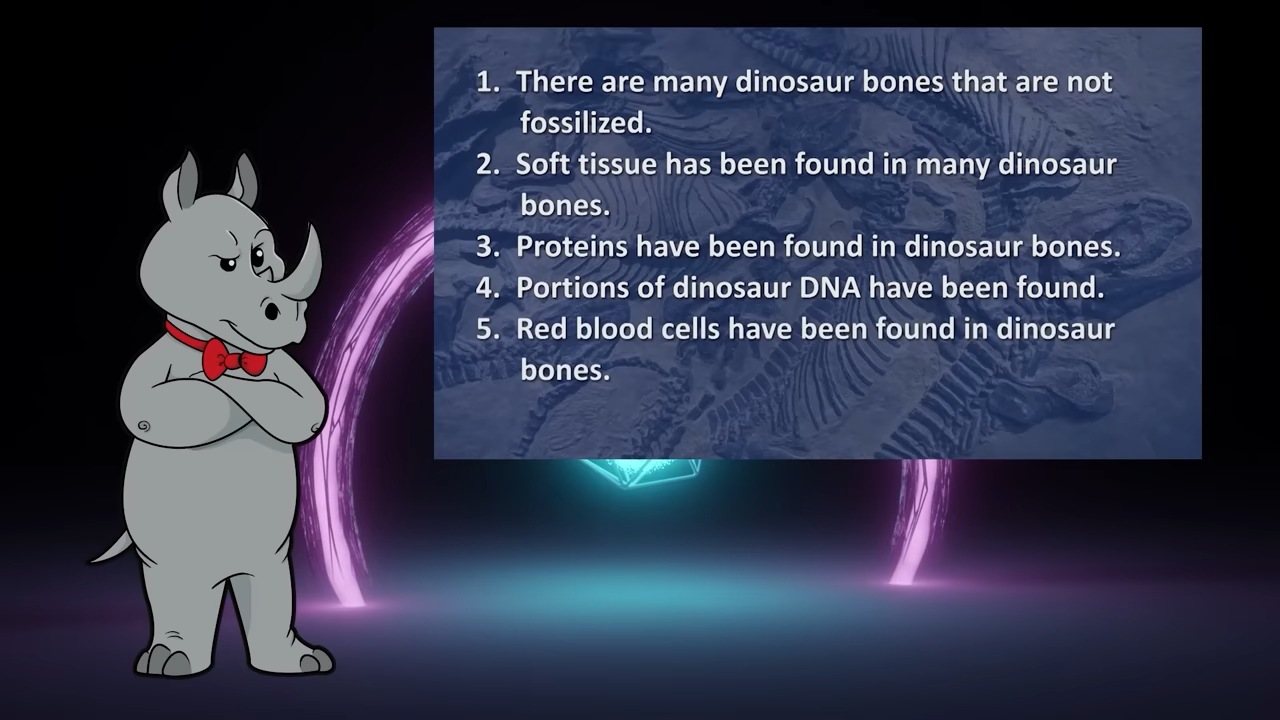 1. There are many dinosaur bones that are not
fossilized.
2. Soft tissue has been found in many dinosaur
bones.
3. Proteins have been found in dinosaur bones.
4. Portions of dinosaur DNA have been found.
5. Red blood cells have been found in dinosaur
bones.